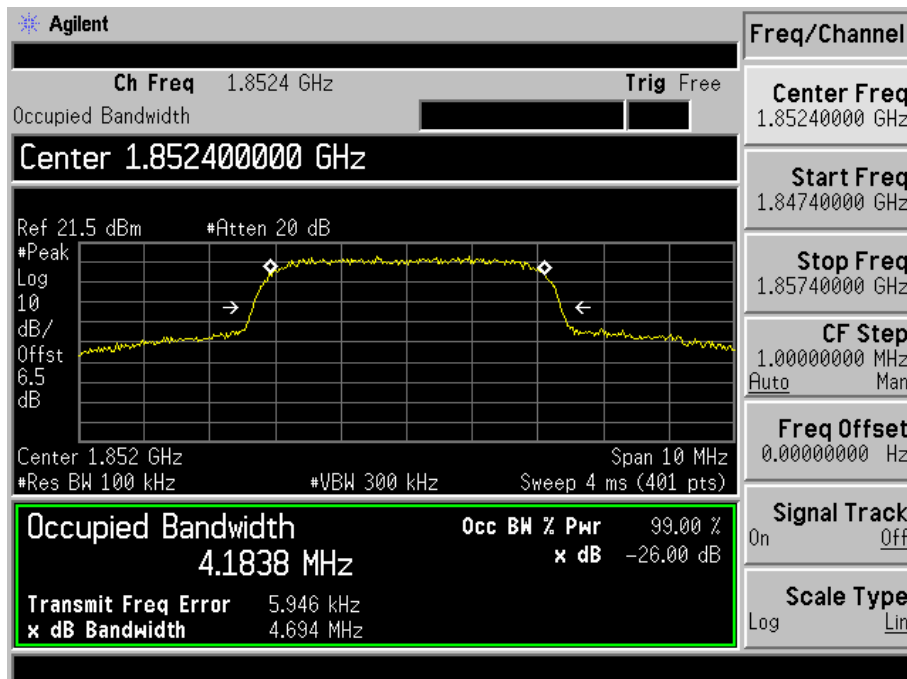 Agilent
Freq/Channel
Ch Freq 1.8524 GHz Trig Free
Occupied Bandwidth
Center 1.852400000 GHz
Ref 21.5 dBm #Atten 20 dB
#Peak
Log
10
dB/
Offst
6.5
dB
Center 1.852 GHz Span 10 MHz
#Res BW 100 kHz #VBW 300 kHz Sweep 4 ms (401 pts)
Occupied Bandwidth
4.1838 MHz
Occ BW % Pwr 99.00 %
x dB -26.00 dB
Transmit Freq Error 5.946 kHz
x dB Bandwidth 4.694 MHz
Center Freq
1.85240000 GHz
Start Freq
1.84740000 GHz
Stop Freq
1.85740000 GHz
CF Step
1.00000000 MHz
Auto Man
Freq Offset
0.00000000 Hz
Signal Track
On Off
Scale Type
Log Lin